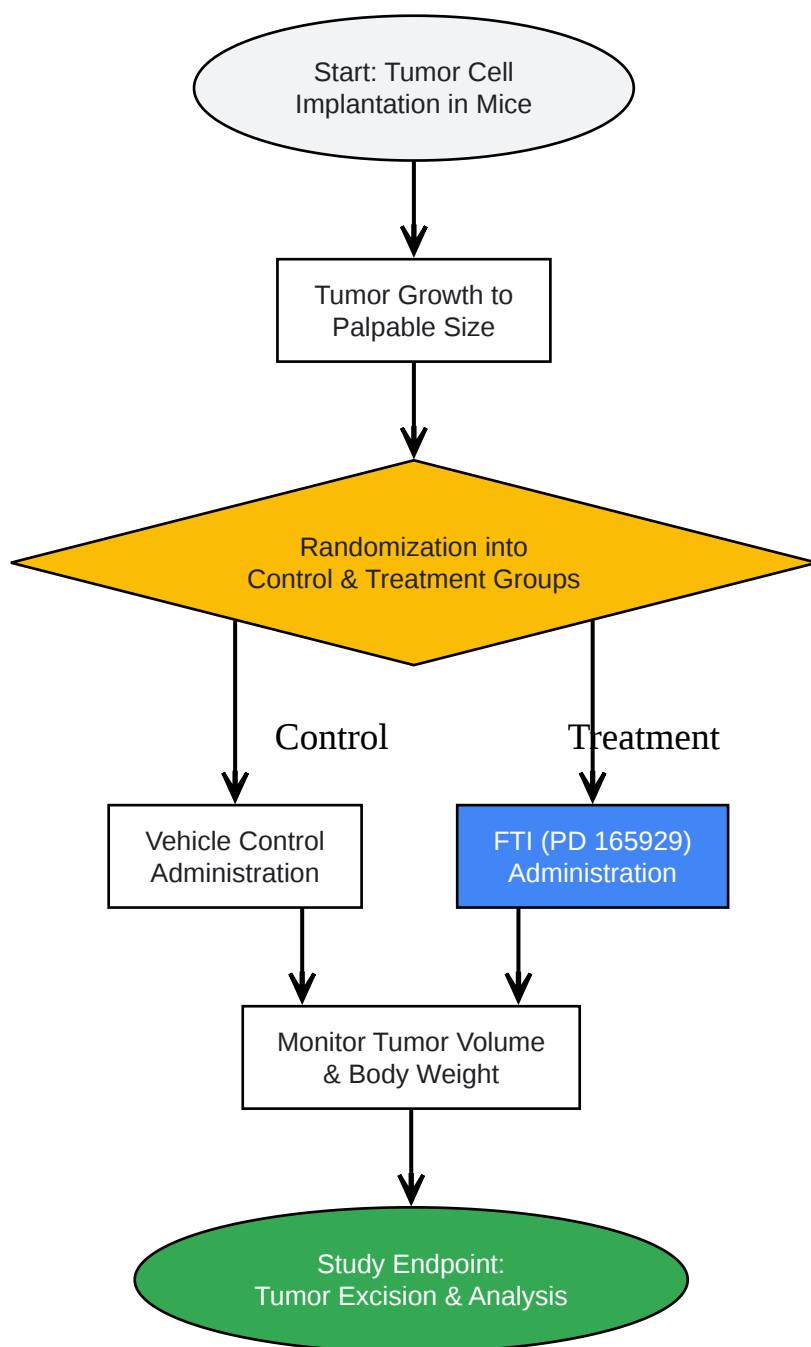 Start: Tumor Cell
Implantation in Mice
Tumor Growth to
Palpable Size
Randomization into
Control & Treatment Groups
Control
Treatment
Vehicle Control
Administration
FTI (PD 165929)
Administration
Monitor Tumor Volume
& Body Weight
Study Endpoint:
Tumor Excision & Analysis